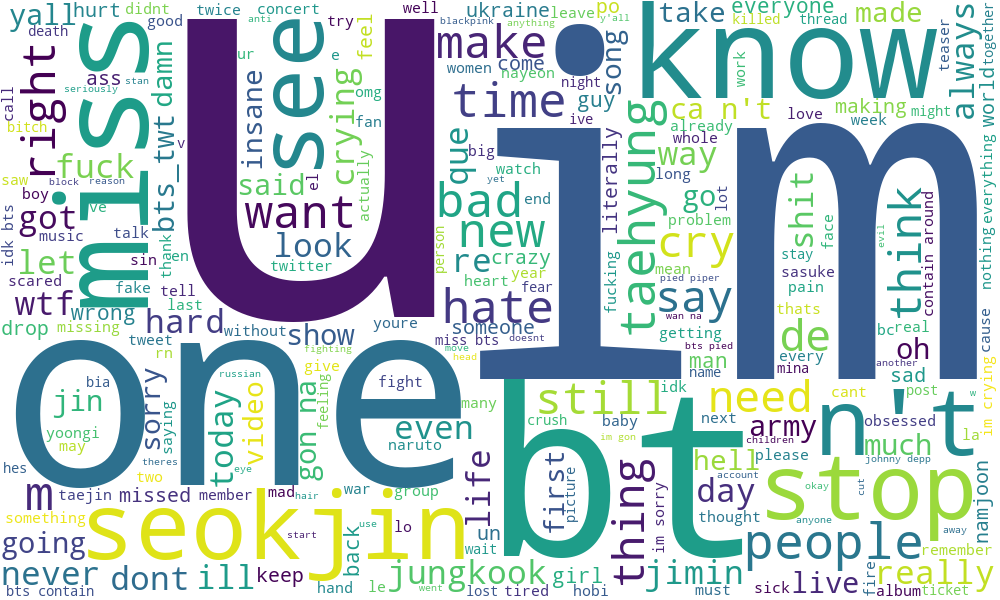 yall
hurt
didnt
good
twice
concert
try
well
ukraine
leave
po
y'all
everyone
death
anti
blackpink
anything
take
killed
thread
made
teaser
together
ass
stan
seriously
call
bitch
right
miss
bts_twt
damn
u
ur
e
see
feel
make
women
come
nayeon
night
song
i'm
know
work
always
world
insane
crying
omg
fan
time
guy
ive
ca n't
making
might
already
love
week
saw
block
reason
fuck
v
said
el
actually
que
big
watch
yet
literally
whole
way
long
boy
ve
got
music
talk
want
bad
end
taehyung
got
lot
problem
shit
face
evil
think
contain around
everything
nothing
idk bts
let
sin
en
thank
look
twitter
person
new
re
crazy
cry
mean
pied piper
stay
sasuke
pain
scared
fake
tell
last
wtf
wrong
heart
year
fear
hate
fucking
say
wan na
thats
de
bc
real
oh
cause
drop
missing
tweet
hard
without
show
youre
someone
miss bts
doesnt
getting
bts pied
man
name
every
mina
another
sad
rn
fighting
give
move
head
one
bia
jin
yoongi
may
sorry
saying
today
russian
video
feeling
gon na
fight
many
even
naruto
still
crush
baby
im gon
idk
need
next
army
children
cant
post
w
n't
obsessed
much
la
im crying
hes
theres
m
taejin
two
missed
member
eye
mad
hair
war
group
life
bt
first
picture
thing
im sorry
hell
day
account
please
thought
okay
anyone
johnny depp
cut
stop
away
namjoon
something
going
seokjin
start
use
back
lo
un
wait
people
remember
never
dont
ill
keep
hand
le
jungkook
went
girl
jimin
sick
live
fire
really
bts contain
lost
tired
hobi
must
album
ticket